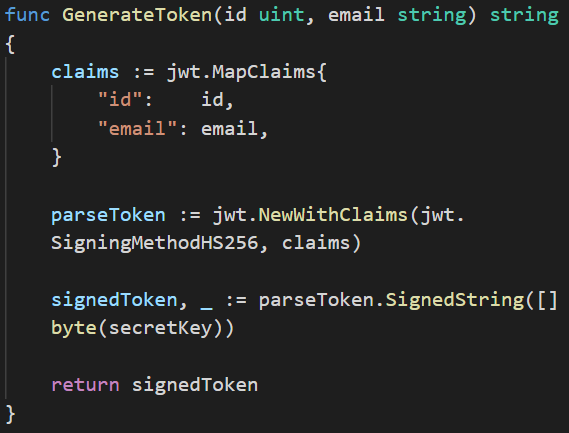 func GenerateToken(id uint, email string) string
{
    claims := jwt.MapClaims{
        "id":    id,
        "email": email,
    }
    parseToken := jwt.NewWithClaims(jwt.
    SigningMethodHS256, claims)
    signedToken, _ := parseToken.SignedString([]
    byte(secretKey))
    return signedToken
}